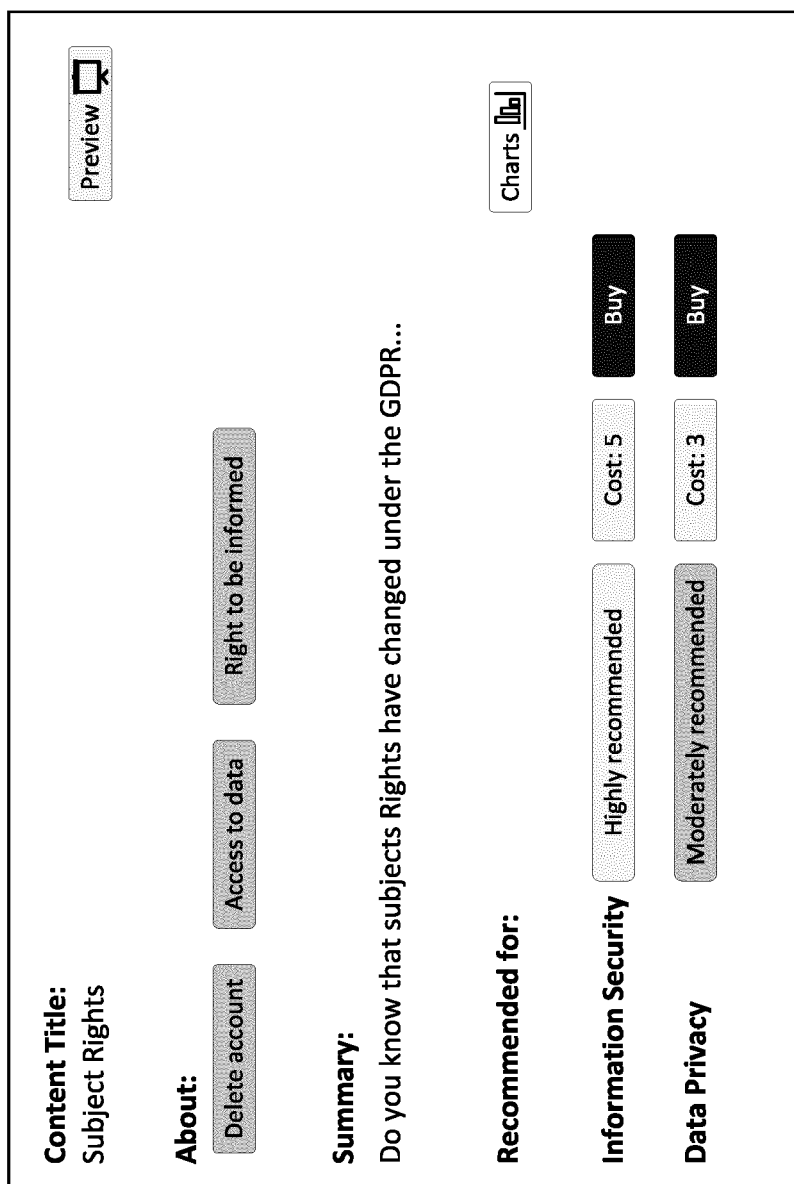 Content Title:
Subject Rights
Preview
About:
Delete account Access to data Right to be informed
Summary:
Do you know that subjects Rights have changed under the GDPR...
Recommended for:
Charts
Information Security Highly recommended Cost: 5 Buy
Data Privacy Moderately recommended Cost: 3 Buy